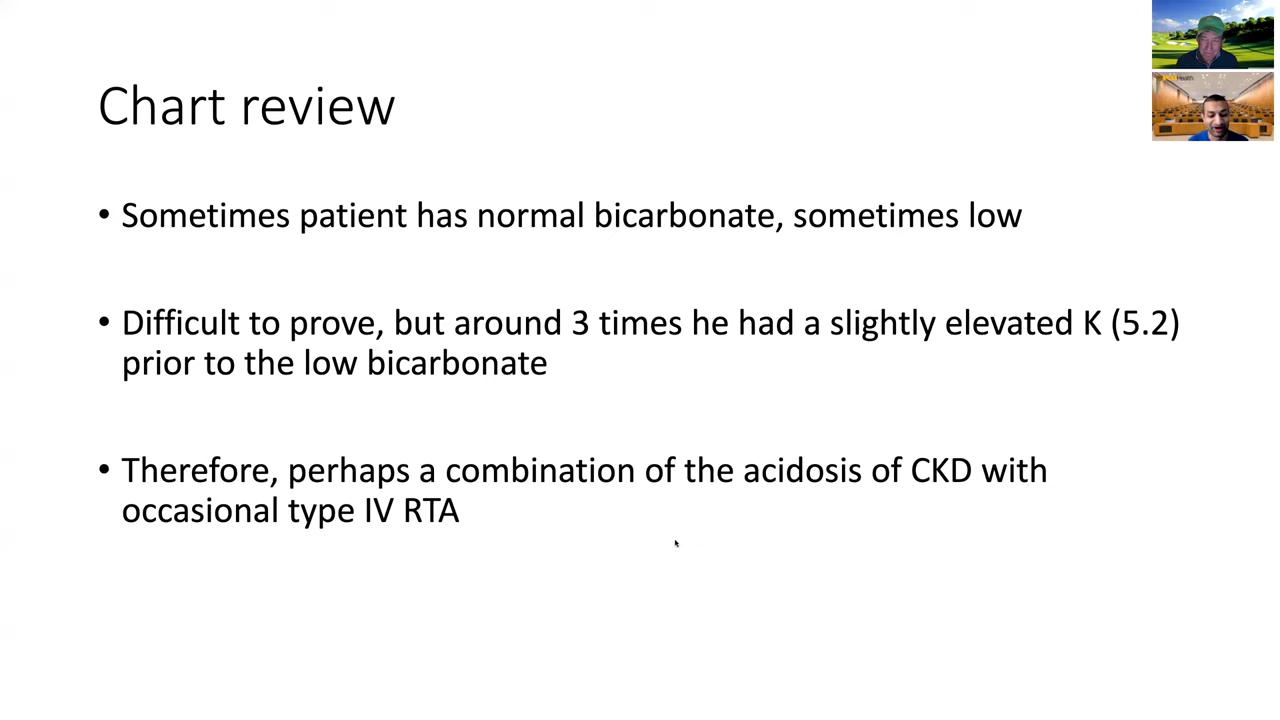 Chart review
• Sometimes patient has normal bicarbonate, sometimes low
• Difficult to prove, but around 3 times he had a slightly elevated K (5.2)
prior to the low bicarbonate
• Therefore, perhaps a combination of the acidosis of CKD with
occasional type IV RTA
Health